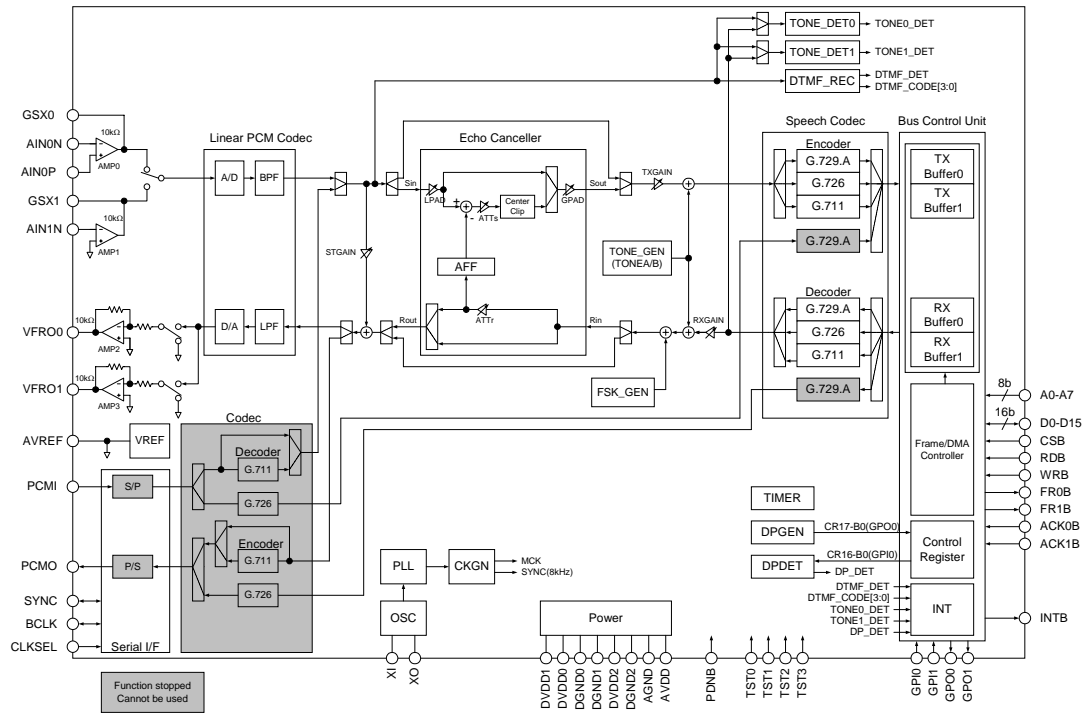 TONE_DET0
TONE0_DET
TONE_DET1
TONE1_DET
DTMF_REC
DTMF_DET
DTMF_CODE[3:0]
GSX0
10kΩ
AIN0N
AMP0
AIN0P
GSX1
10kΩ
AIN1N
AMP1
Linear PCM Codec
A/D
BPF
Echo Canceller
Sin
LPAD
+
+
-
ATTs
Center
Clip
GPAD
Sout
TXGAIN
+
STGAIN
AFF
ATTr
Rout
Rin
TONE_GEN
(TONEA/B)
RXGAIN
+
+
+
FSK_GEN
Speech Codec
Encoder
G.729.A
G.726
G.711
G.729.A
Decoder
G.729.A
G.726
G.711
G.729.A
Bus Control Unit
TX
Buffer0
TX
Buffer1
RX
Buffer0
RX
Buffer1
Frame/DMA
Controller
Control
Register
INT
VFRO0
10kΩ
AMP2
D/A
LPF
VFRO1
10kΩ
AMP3
AVREF
VREF
Codec
Decoder
G.711
G.726
Encoder
G.711
G.726
PCMI
S/P
PCMO
P/S
SYNC
BCLK
CLKSEL
Serial I/F
PLL
CKGN
MCK
SYNC(8kHz)
OSC
XI
XO
Power
DVDD1
DVDD0
DGND0
DGND1
DVDD2
DGND2
AGND
AVDD
PDNB
TST0
TST1
TST2
TST3
TIMER
DPGEN
CR17-B0(GPO0)
DPDET
CR16-B0(GPI0)
DP_DET
DTMF_DET
DTMF_CODE[3:0]
TONE0_DET
TONE1_DET
DP_DET
8b
A0-A7
16b
D0-D15
CSB
RDB
WRB
FR0B
FR1B
ACK0B
ACK1B
INTB
GPI0
GPI1
GPO0
GPO1
Function stopped
Cannot be used